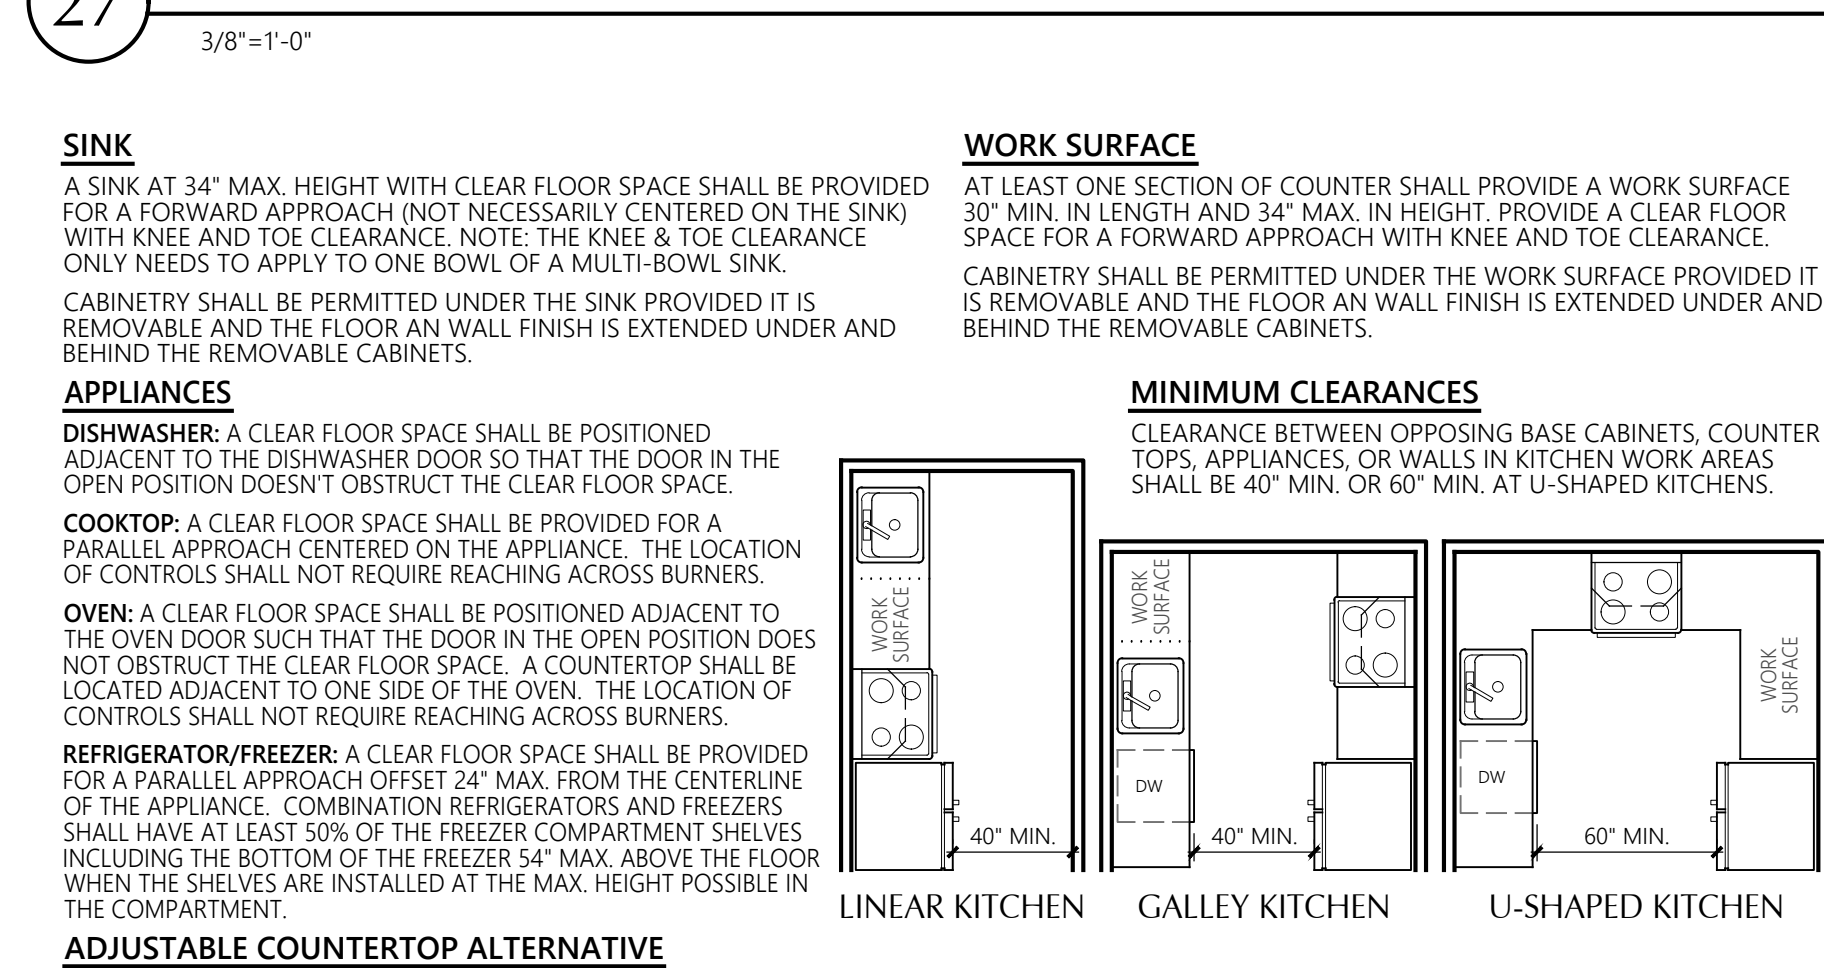 27
3/8"=1'-0"
SINK
A SINK AT 34" MAX. HEIGHT WITH CLEAR FLOOR SPACE SHALL BE PROVIDED
FOR A FORWARD APPROACH (NOT NECESSARILY CENTERED ON THE SINK)
WITH KNEE AND TOE CLEARANCE. NOTE: THE KNEE & TOE CLEARANCE
ONLY NEEDS TO APPLY TO ONE BOWL OF A MULTI-BOWL SINK.
CABINETRY SHALL BE PERMITTED UNDER THE SINK PROVIDED IT IS
REMOVABLE AND THE FLOOR AN WALL FINISH IS EXTENDED UNDER AND
BEHIND THE REMOVABLE CABINETS.
WORK SURFACE
AT LEAST ONE SECTION OF COUNTER SHALL PROVIDE A WORK SURFACE
30" MIN. IN LENGTH AND 34" MAX. IN HEIGHT. PROVIDE A CLEAR FLOOR
SPACE FOR A FORWARD APPROACH WITH KNEE AND TOE CLEARANCE.
CABINETRY SHALL BE PERMITTED UNDER THE WORK SURFACE PROVIDED IT
IS REMOVABLE AND THE FLOOR AN WALL FINISH IS EXTENDED UNDER AND
BEHIND THE REMOVABLE CABINETS.
APPLIANCES
DISHWASHER: A CLEAR FLOOR SPACE SHALL BE POSITIONED
ADJACENT TO THE DISHWASHER DOOR SO THAT THE DOOR IN THE
OPEN POSITION DOESN'T OBSTRUCT THE CLEAR FLOOR SPACE.
COOKTOP: A CLEAR FLOOR SPACE SHALL BE PROVIDED FOR A
PARALLEL APPROACH CENTERED ON THE APPLIANCE. THE LOCATION
OF CONTROLS SHALL NOT REQUIRE REACHING ACROSS BURNERS.
OVEN: A CLEAR FLOOR SPACE SHALL BE POSITIONED ADJACENT TO
THE OVEN DOOR SUCH THAT THE DOOR IN THE OPEN POSITION DOES
NOT OBSTRUCT THE CLEAR FLOOR SPACE. A COUNTERTOP SHALL BE
LOCATED ADJACENT TO ONE SIDE OF THE OVEN. THE LOCATION OF
CONTROLS SHALL NOT REQUIRE REACHING ACROSS BURNERS.
REFRIGERATOR/FREEZER: A CLEAR FLOOR SPACE SHALL BE PROVIDED
FOR A PARALLEL APPROACH OFFSET 24" MAX. FROM THE CENTERLINE
OF THE APPLIANCE. COMBINATION REFRIGERATORS AND FREEZERS
SHALL HAVE AT LEAST 50% OF THE FREEZER COMPARTMENT SHELVES
INCLUDING THE BOTTOM OF THE FREEZER 54" MAX. ABOVE THE FLOOR
WHEN THE SHELVES ARE INSTALLED AT THE MAX. HEIGHT POSSIBLE IN
THE COMPARTMENT.
MINIMUM CLEARANCES
CLEARANCE BETWEEN OPPOSING BASE CABINETS, COUNTER
TOPS, APPLIANCES, OR WALLS IN KITCHEN WORK AREAS
SHALL BE 40" MIN. OR 60" MIN. AT U-SHAPED KITCHENS.
WORK
SURFACE
40" MIN.
LINEAR KITCHEN
WORK
SURFACE
DW
40" MIN.
GALLEY KITCHEN
WORK
SURFACE
DW
60" MIN.
U-SHAPED KITCHEN
ADJUSTABLE COUNTERTOP ALTERNATIVE